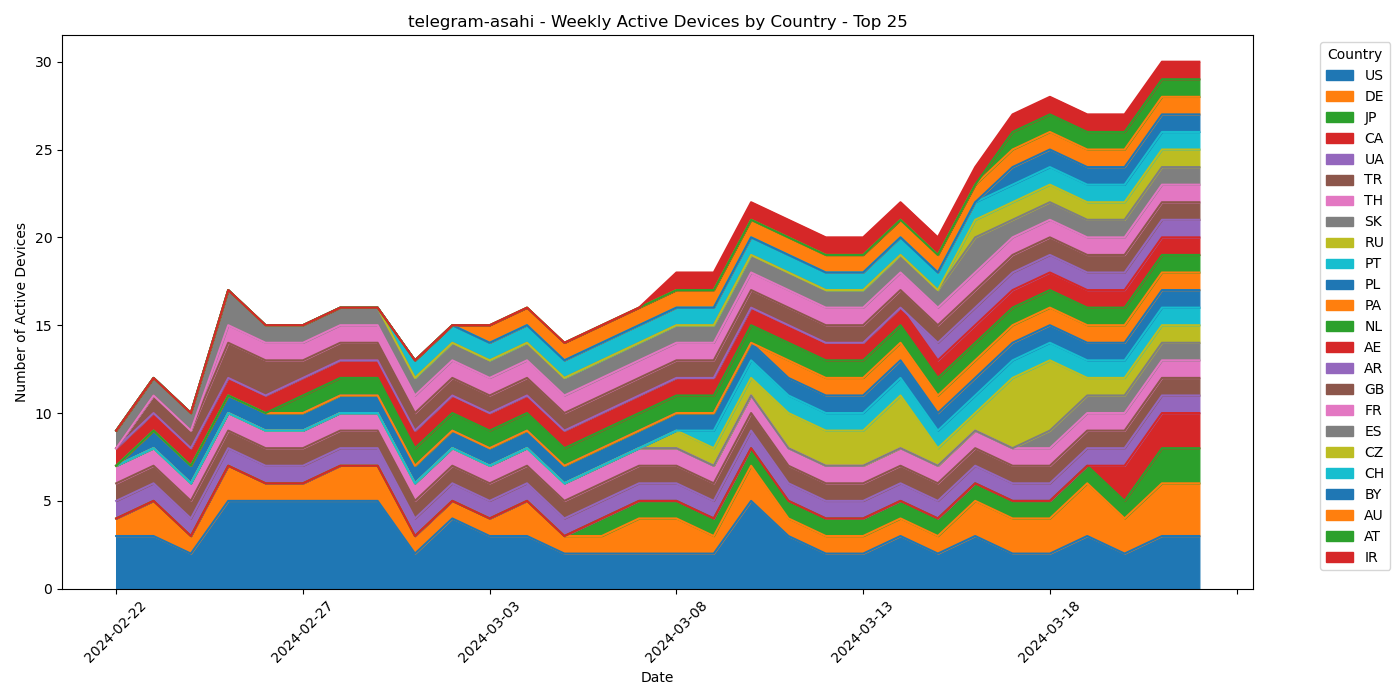 telegram-asahi - Weekly Active Devices by Country - Top 25
Number of Active Devices
30
25
20
15
10
5
0
2024-02-22
2024-02-27
2024-03-03
2024-03-08
2024-03-13
2024-03-18
Date
Country
US
DE
JP
CA
UA
TR
TH
SK
RU
PT
PL
PA
NL
AE
AR
GB
FR
ES
CZ
CH
BY
AU
AT
IR